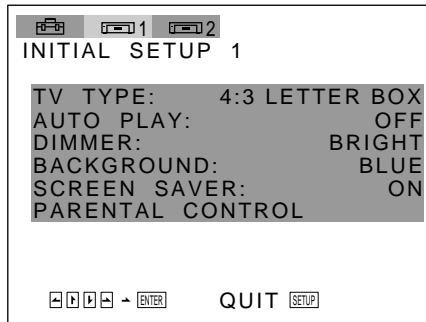 1 2
INITIAL SETUP 1
TV TYPE: 4:3 LETTER BOX
AUTO PLAY: OFF
DIMMER: BRIGHT
BACKGROUND: BLUE
SCREEN SAVER: ON
PARENTAL CONTROL
ENTER QUIT SETUP